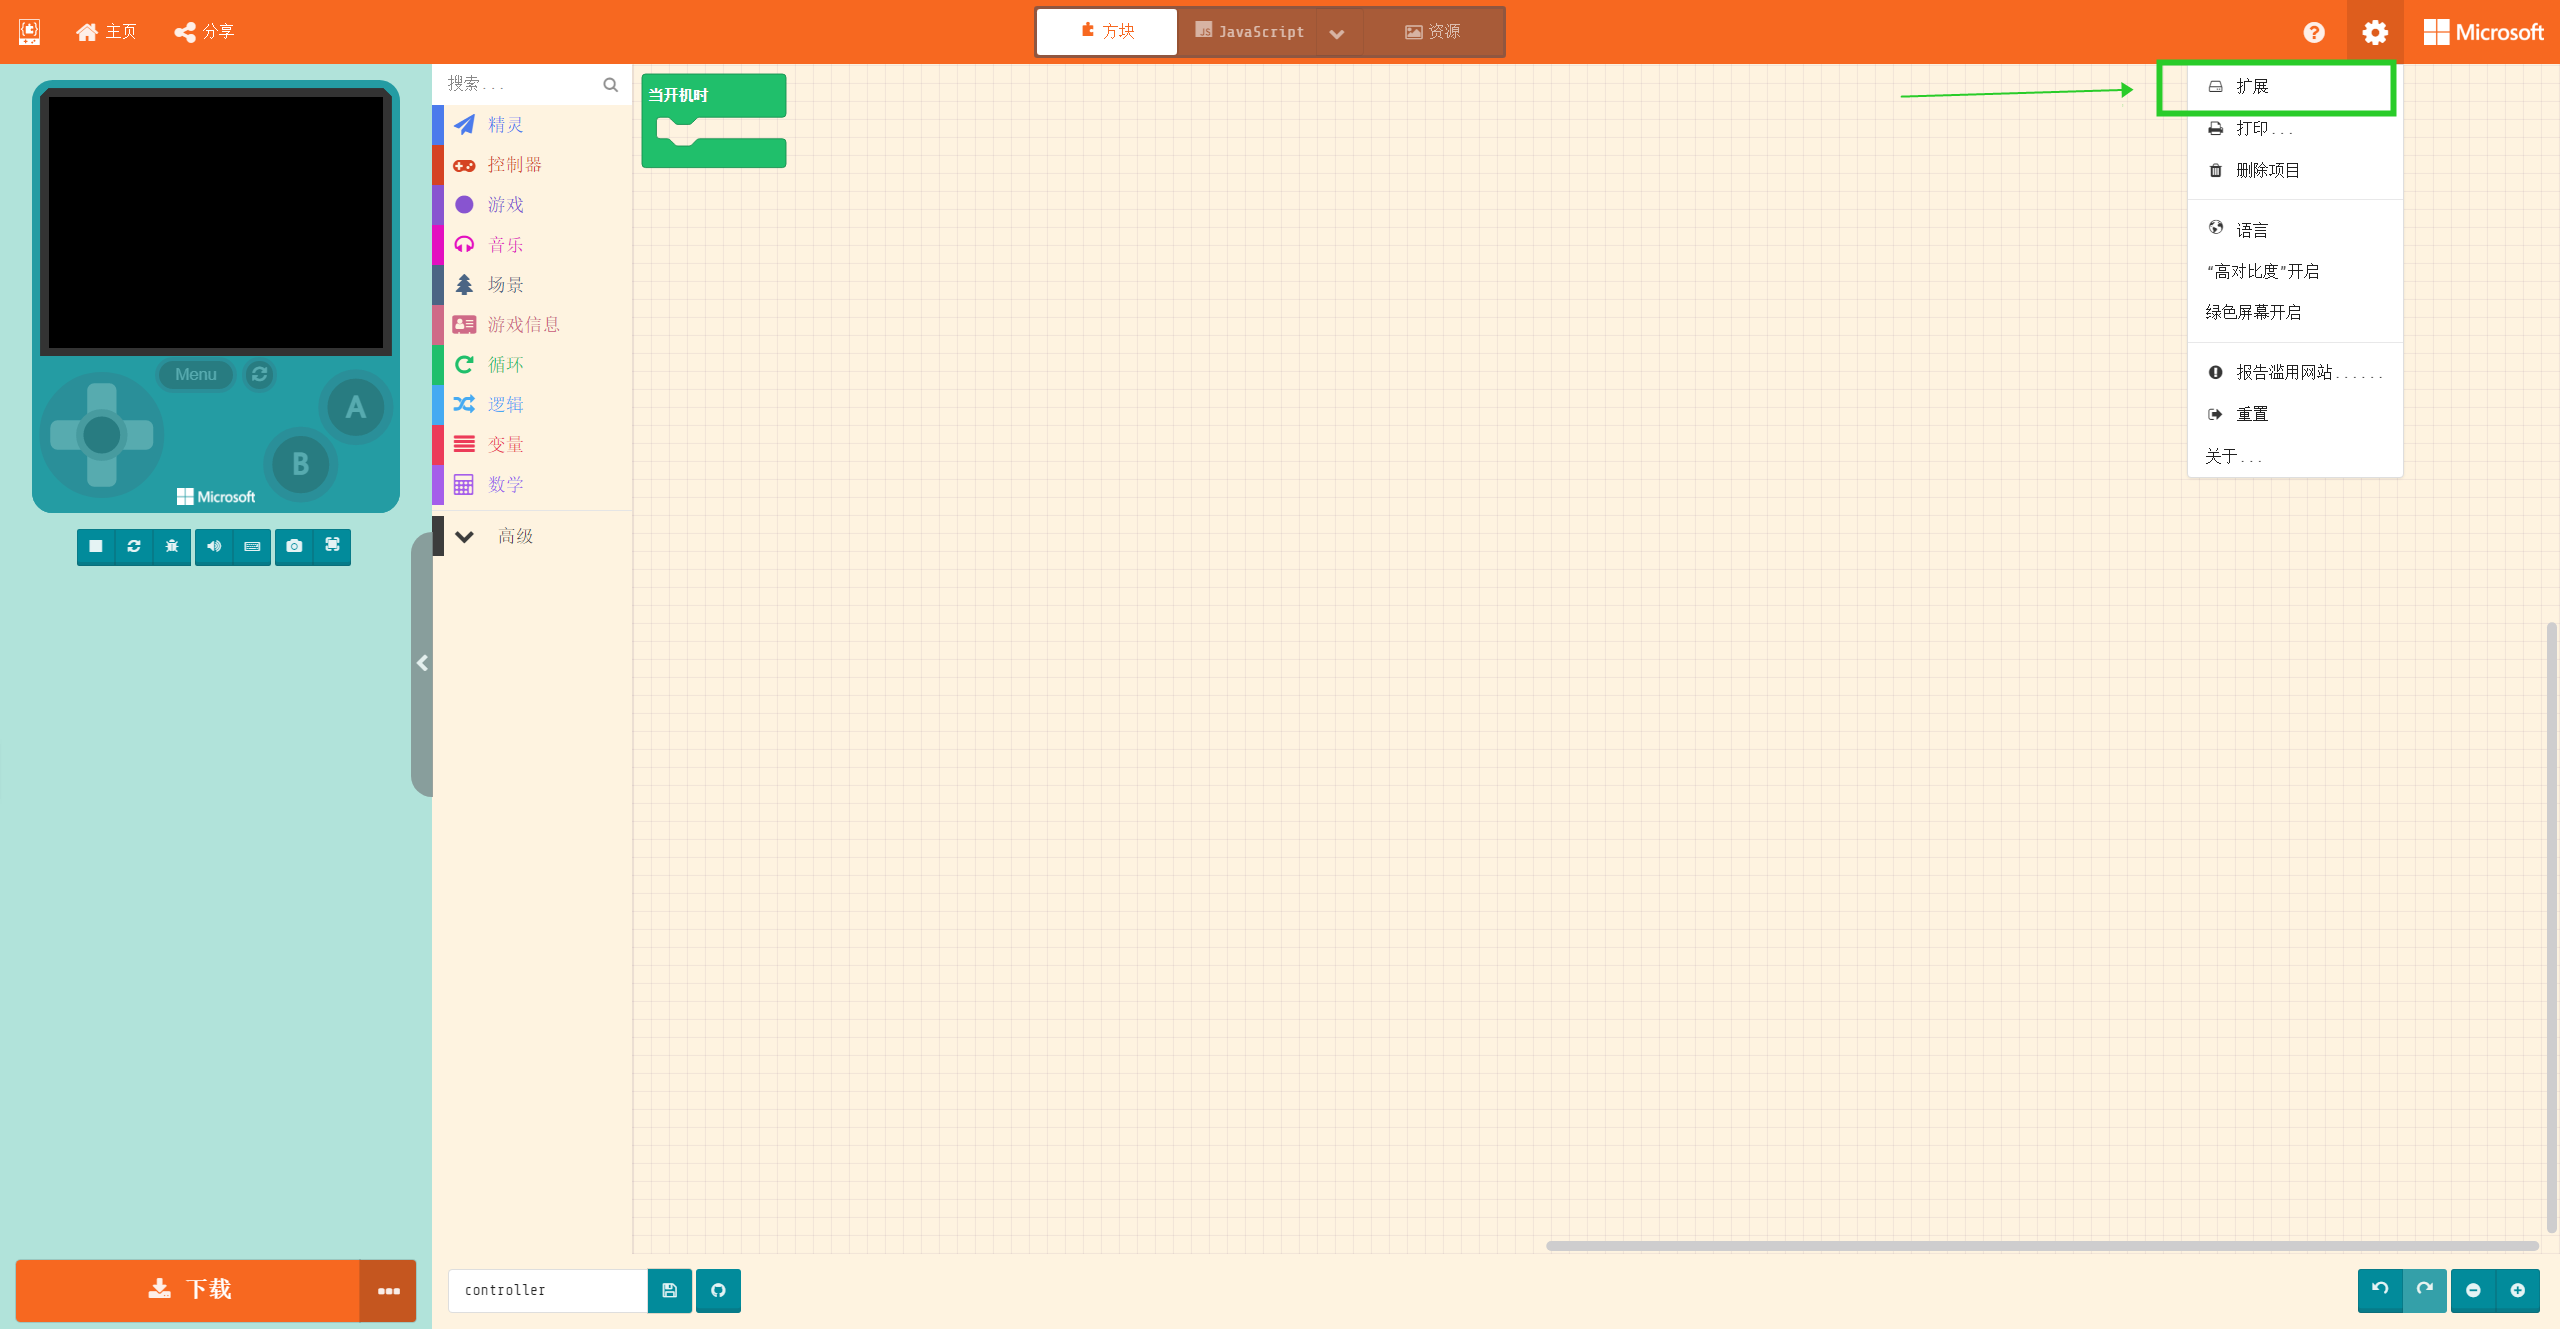 主页
分享
方块
JavaScript
资源
Microsoft
搜索...
精灵
控制器
游戏
音乐
场景
游戏信息
循环
逻辑
变量
数学
高级
当开机时
扩展
打印...
删除项目
语言
“高对比度”开启
绿色屏幕开启
报告滥用网站......
重置
关于...
Menu
A
B
Microsoft
下载
controller